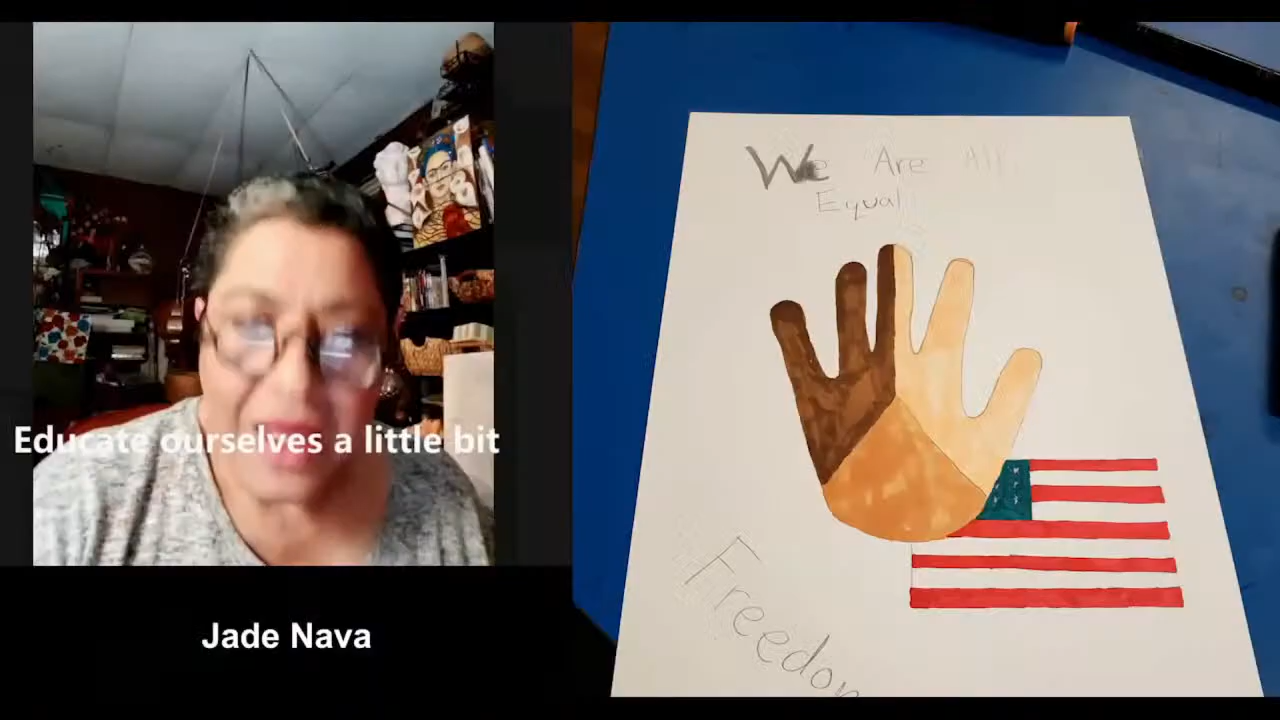 Educate ourselves a little bit
Jade Nava
We Are All
Equal
Freedom